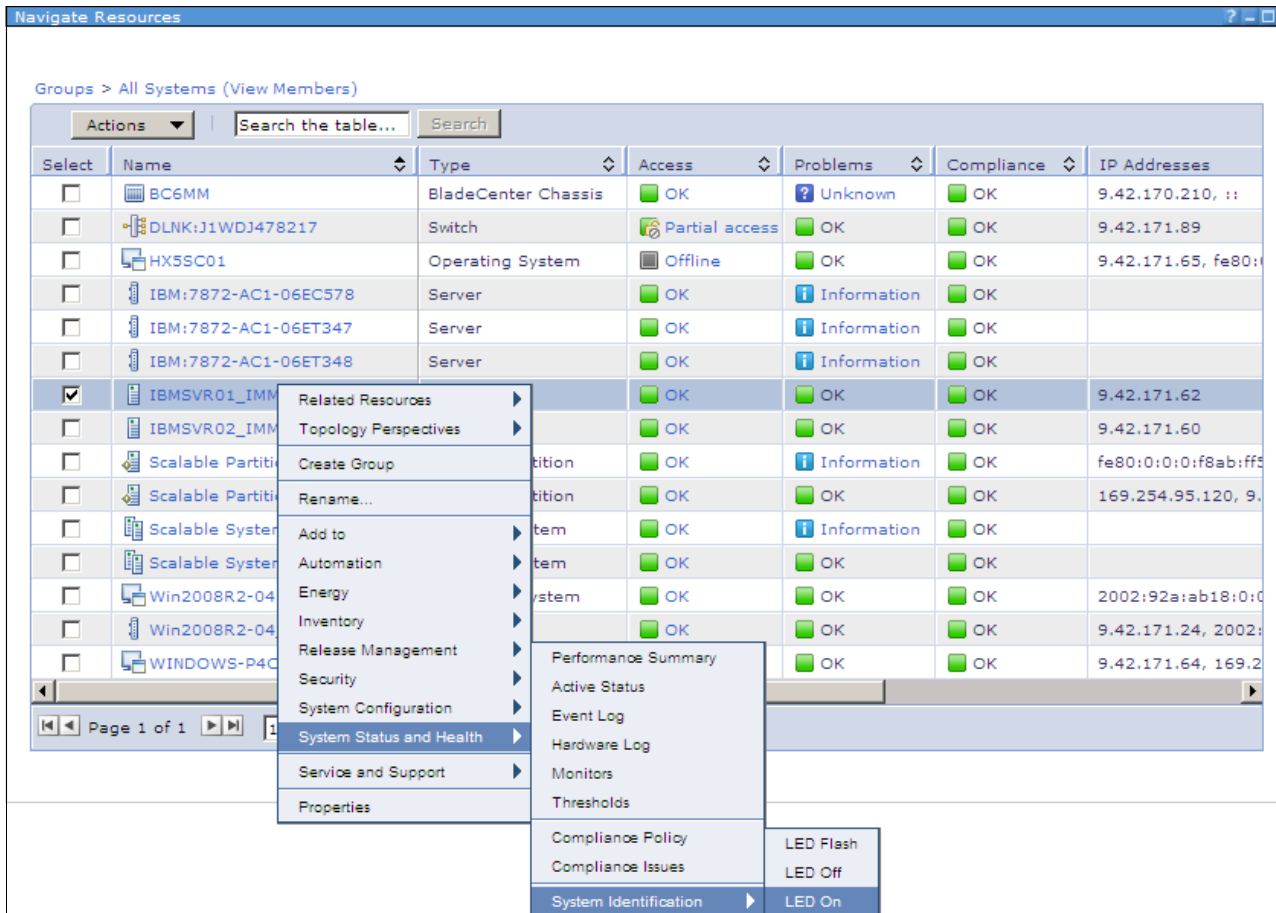 Navigate Resources ? – □
Groups > All Systems (View Members)
Actions Search the table... Search
Select Name Type Access Problems Compliance IP Addresses
BC6MM BladeCenter Chassis OK ? Unknown OK 9.42.170.210, ::
DLNK:J1WDJ478217 Switch Partial access OK OK 9.42.171.89
HX5SC01 Operating System Offline OK OK 9.42.171.65, fe80:
IBM:7872-AC1-06EC578 Server OK i Information OK
IBM:7872-AC1-06ET347 Server OK i Information OK
IBM:7872-AC1-06ET348 Server OK i Information OK
IBMSVR01_IMM OK OK OK 9.42.171.62
IBMSVR02_IMM OK OK OK 9.42.171.60
Scalable Partiti tition OK i Information OK fe80:0:0:0:f8ab:ff5
Scalable Partiti tition OK OK OK 169.254.95.120, 9.
Scalable System tem OK i Information OK
Scalable System tem OK OK OK
Win2008R2-04 ystem OK OK OK 2002:92a:ab18:0:0
Win2008R2-04_ OK OK OK 9.42.171.24, 2002:
WINDOWS-P4C OK OK 9.42.171.64, 169.2
Page 1 of 1 1
Related Resources
Topology Perspectives
Create Group
Rename...
Add to
Automation
Energy
Inventory
Release Management
Security
System Configuration
System Status and Health
Service and Support
Properties
Performance Summary
Active Status
Event Log
Hardware Log
Monitors
Thresholds
Compliance Policy
Compliance Issues
System Identification
LED Flash
LED Off
LED On